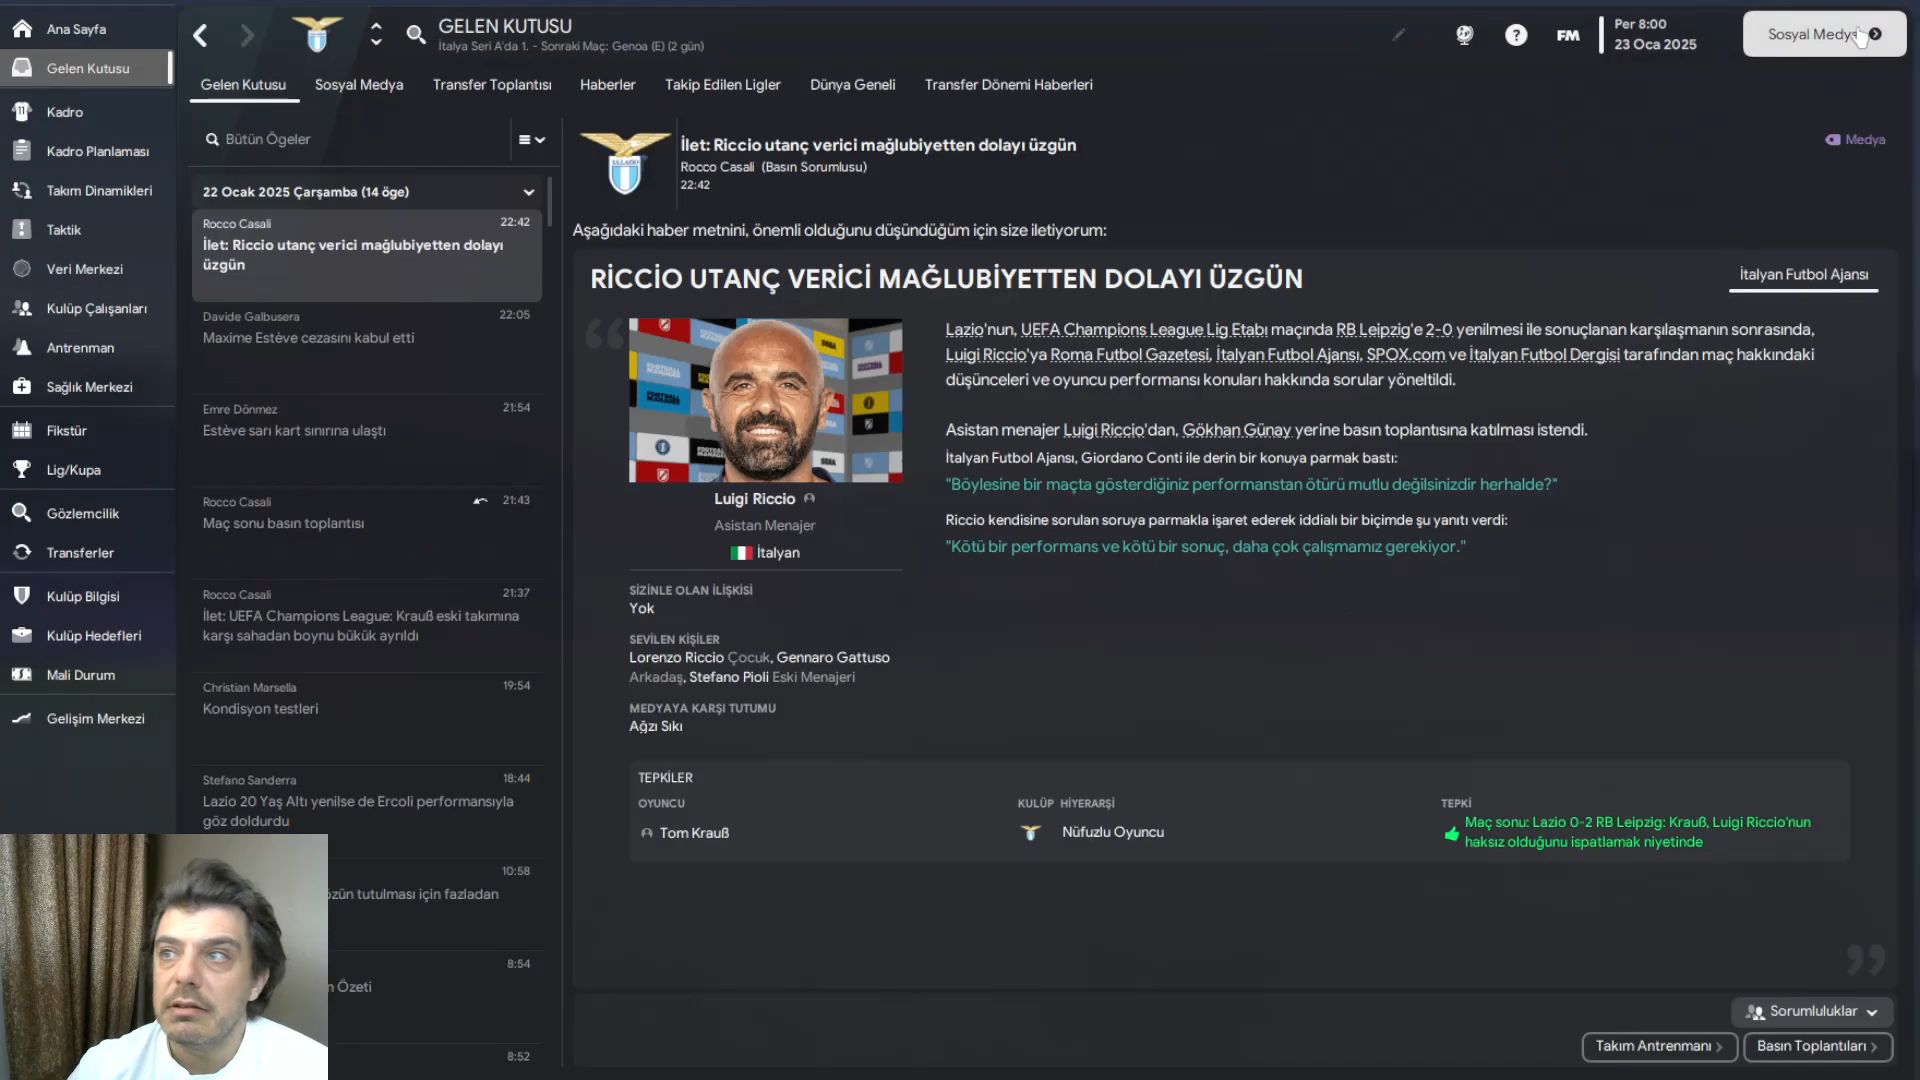 Ana Sayfa
Gelen Kutusu
Kadro
Kadro Planlaması
Takım Dinamikleri
Taktik
Veri Merkezi
Kulüp Çalışanları
Antrenman
Sağlık Merkezi
Fikstür
Lig/Kupa
Gözlemcilik
Transferler
Kulüp Bilgisi
Kulüp Hedefleri
Mali Durum
Gelişim Merkezi
GELEN KUTUSU
İtalya Seri A'da 1. - Sonraki Maç: Genoa (E) (2 gün)
FM
Per 8:00
23 Oca 2025
Sosyal Medya
Gelen Kutusu Sosyal Medya Transfer Toplantısı Haberler Takip Edilen Ligler Dünya Geneli Transfer Dönemi Haberleri
Bütün Ögeler
22 Ocak 2025 Çarşamba (14 öge)
Rocco Casali 22:42
İlet: Riccio utanç verici mağlubiyetten dolayı
üzgün
Davide Galbusera 22:05
Maxime Estève cezasını kabul etti
Emre Dönmez 21:54
Estève sarı kart sınırına ulaştı
Rocco Casali 21:43
Maç sonu basın toplantısı
Rocco Casali 21:37
İlet: UEFA Champions League: Krauß eski takımına
karşı sahadan boynu bükük ayrıldı
Christian Marsella 19:54
Kondisyon testleri
Stefano Sanderra 18:44
Lazio 20 Yaş Altı yenilse de Ercoli performansıyla
göz doldurdu
10:58
özün tutulması için fazladan
8:54
n Özeti
8:52
İlet: Riccio utanç verici mağlubiyetten dolayı üzgün
Rocco Casali (Basın Sorumlusu)
22:42
Medya
Aşağıdaki haber metnini, önemli olduğunu düşündüğüm için size iletiyorum:
RİCCİO UTANÇ VERİCİ MAĞLUBİYETTEN DOLAYI ÜZGÜN
İtalyan Futbol Ajansı
Lazio'nun, UEFA Champions League Lig Etabı maçında RB Leipzig'e 2-0 yenilmesi ile sonuçlanan karşılaşmanın sonrasında,
Luigi Riccio'ya Roma Futbol Gazetesi, İtalyan Futbol Ajansı, SPOX.com ve İtalyan Futbol Dergisi tarafından maç hakkındaki
düşünceleri ve oyuncu performansı konuları hakkında sorular yöneltildi.
Asistan menajer Luigi Riccio'dan, Gökhan Günay yerine basın toplantısına katılması istendi.
İtalyan Futbol Ajansı, Giordano Conti ile derin bir konuya parmak bastı:
"Böylesine bir maçta gösterdiğiniz performanstan ötürü mutlu değilsinizdir herhalde?"
Riccio kendisine sorulan soruya parmakla işaret ederek iddialı bir biçimde şu yanıtı verdi:
"Kötü bir performans ve kötü bir sonuç, daha çok çalışmamız gerekiyor."
Luigi Riccio
Asistan Menajer
İtalyan
SİZİNLE OLAN İLİŞKİSİ
Yok
SEVİLEN KİŞİLER
Lorenzo Riccio Çocuk, Gennaro Gattuso
Arkadaş, Stefano Pioli Eski Menajeri
MEDYAYA KARŞI TUTUMU
Ağzı Sıkı
TEPKİLER
OYUNCU KULÜP HİYERARŞİ TEPKİ
Tom Krauß Nüfuzlu Oyuncu
Maç sonu: Lazio 0-2 RB Leipzig: Krauß, Luigi Riccio'nun
haksız olduğunu ispatlamak niyetinde
Sorumluluklar
Takım Antrenmanı
Basın Toplantıları